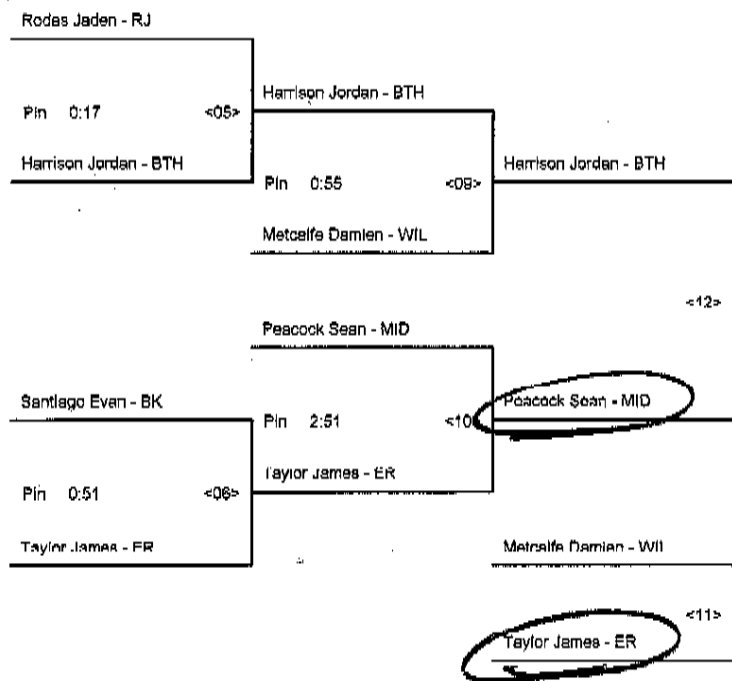 Rodas Jaden - RJ
Pin 0:17 <05>
Harrison Jordan - BTH
Harrison Jordan - BTH
Pin 0:55 <09>
Metcalfe Damien - WIL
Harrison Jordan - BTH
<12>
Peacock Sean - MID
Santiago Evan - BK
Pin 2:51 <10
Peacock Sean - MID
Taylor James - ER
Pin 0:51 <06>
Taylor James - ER
Metcalfe Damien - WIL
<11>
Taylor James - ER